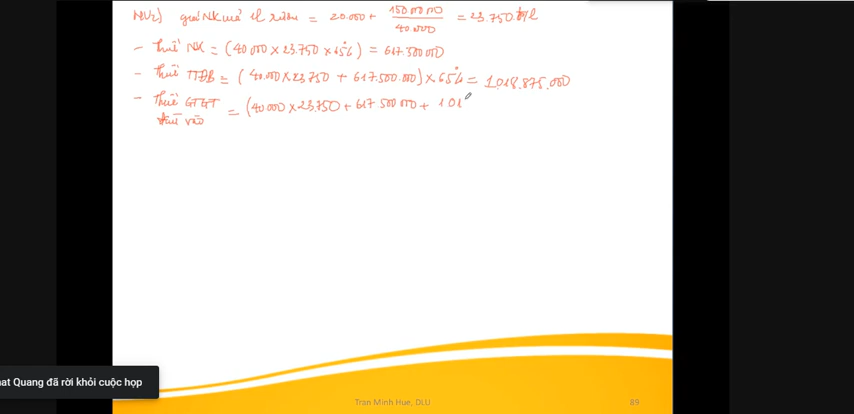 NV2) giá NK của 1l rượu = 20.000 + 150 000 000 / 40.000 = 23.750 đ/l
- Thuế NK = (40 000 × 23.750 × 65%) = 617.500 000
- Thuế TTĐB = (40.000 × 23.750 + 617.500.000) × 65% = 1.018.875.000
- Thuế GTGT đầu vào = (40 000 × 23.750 + 617 500 000 + 1 01
hat Quang đã rời khỏi cuộc họp
Tran Minh Hue, DLU
89